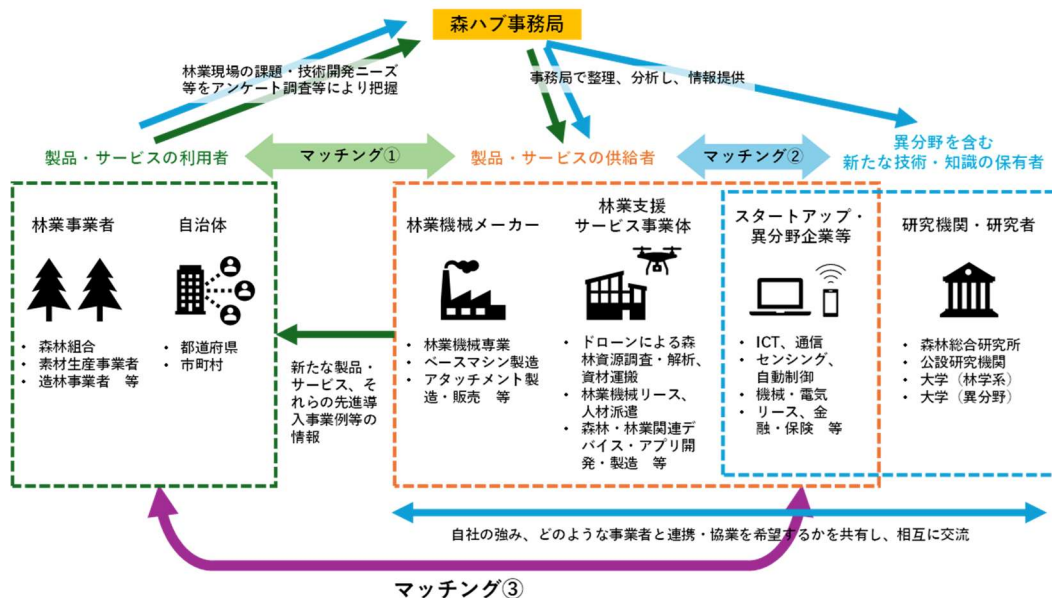 森ハブ事務局
林業現場の課題・技術開発ニーズ
等をアンケート調査等により把握
事務局で整理、分析し、情報提供
製品・サービスの利用者
マッチング①
製品・サービスの供給者
マッチング②
異分野を含む
新たな技術・知識の保有者
林業事業者
・ 森林組合
・ 素材生産事業者
・ 造林事業者 等
自治体
・ 都道府県
・ 市町村
新たな製品・
サービス、そ
れらの先進導
入事業例等の
情報
林業機械メーカー
・ 林業機械専業
・ ベースマシン製造
・ アタッチメント製
造・販売 等
林業支援
サービス事業体
・ ドローンによる森
林資源調査・解析、
資材運搬
・ 林業機械リース、
人材派遣
・ 森林・林業関連デ
バイス・アプリ開
発・製造 等
スタートアップ・
異分野企業等
・ ICT、通信
・ センシング、
自動制御
・ 機械・電気
・ リース、金
融・保険 等
研究機関・研究者
・ 森林総合研究所
・ 公設研究機関
・ 大学（林学系）
・ 大学（異分野）
自社の強み、どのような事業者と連携・協業を希望するかを共有し、相互に交流
マッチング③